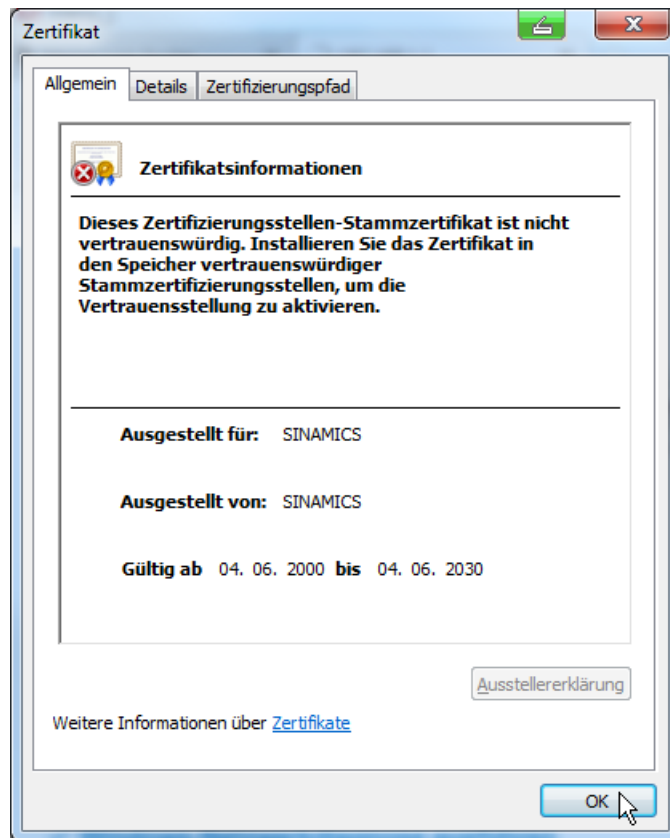 Zertifikat
Allgemein Details Zertifizierungspfad
Zertifikatsinformationen
Dieses Zertifizierungsstellen-Stammzertifikat ist nicht
vertrauenswürdig. Installieren Sie das Zertifikat in
den Speicher vertrauenswürdiger
Stammzertifizierungsstellen, um die
Vertrauensstellung zu aktivieren.
Ausgestellt für: SINAMICS
Ausgestellt von: SINAMICS
Gültig ab 04. 06. 2000 bis 04. 06. 2030
Ausstellererklärung
Weitere Informationen über Zertifikate
OK